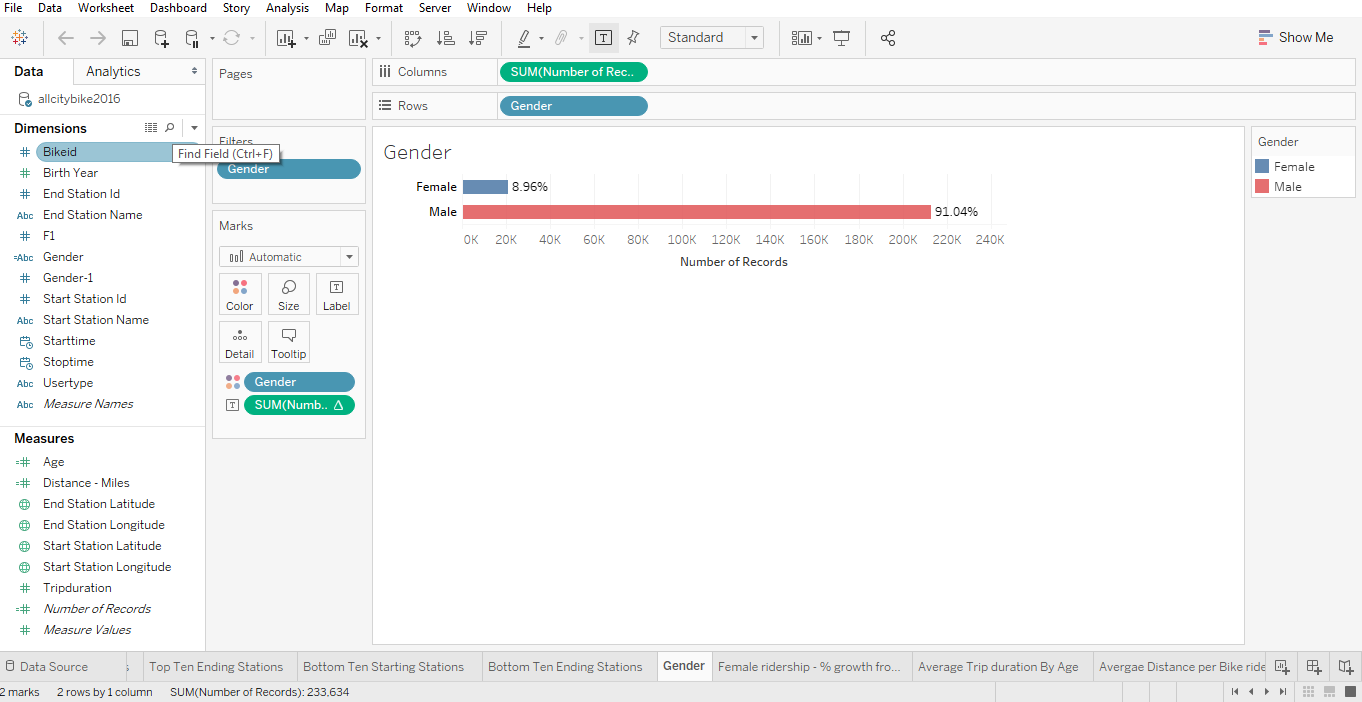 File Data Worksheet Dashboard Story Analysis Map Format Server Window Help
T Standard Show Me
Data Analytics
allcitybike2016
Dimensions
# Bikeid
Find Field (Ctrl+F)
# Birth Year
# End Station Id
Abc End Station Name
# F1
=Abc Gender
# Gender-1
# Start Station Id
Abc Start Station Name
Starttime
Stoptime
Abc Usertype
Abc Measure Names
Measures
=# Age
=# Distance - Miles
End Station Latitude
End Station Longitude
Start Station Latitude
Start Station Longitude
# Tripduration
=# Number of Records
# Measure Values
Pages
Filters
Gender
Marks
Automatic
Color Size T Label
Detail Tooltip
Gender
T SUM(Numb.. Δ
Columns SUM(Number of Rec..
Rows Gender
Gender
Female 8.96%
Male 91.04%
0K 20K 40K 60K 80K 100K 120K 140K 160K 180K 200K 220K 240K
Number of Records
Gender
Female
Male
Data Source s Top Ten Ending Stations Bottom Ten Starting Stations Bottom Ten Ending Stations Gender Female ridership - % growth fro... Average Trip duration By Age Avergae Distance per Bike ride
2 marks 2 rows by 1 column SUM(Number of Records): 233,634